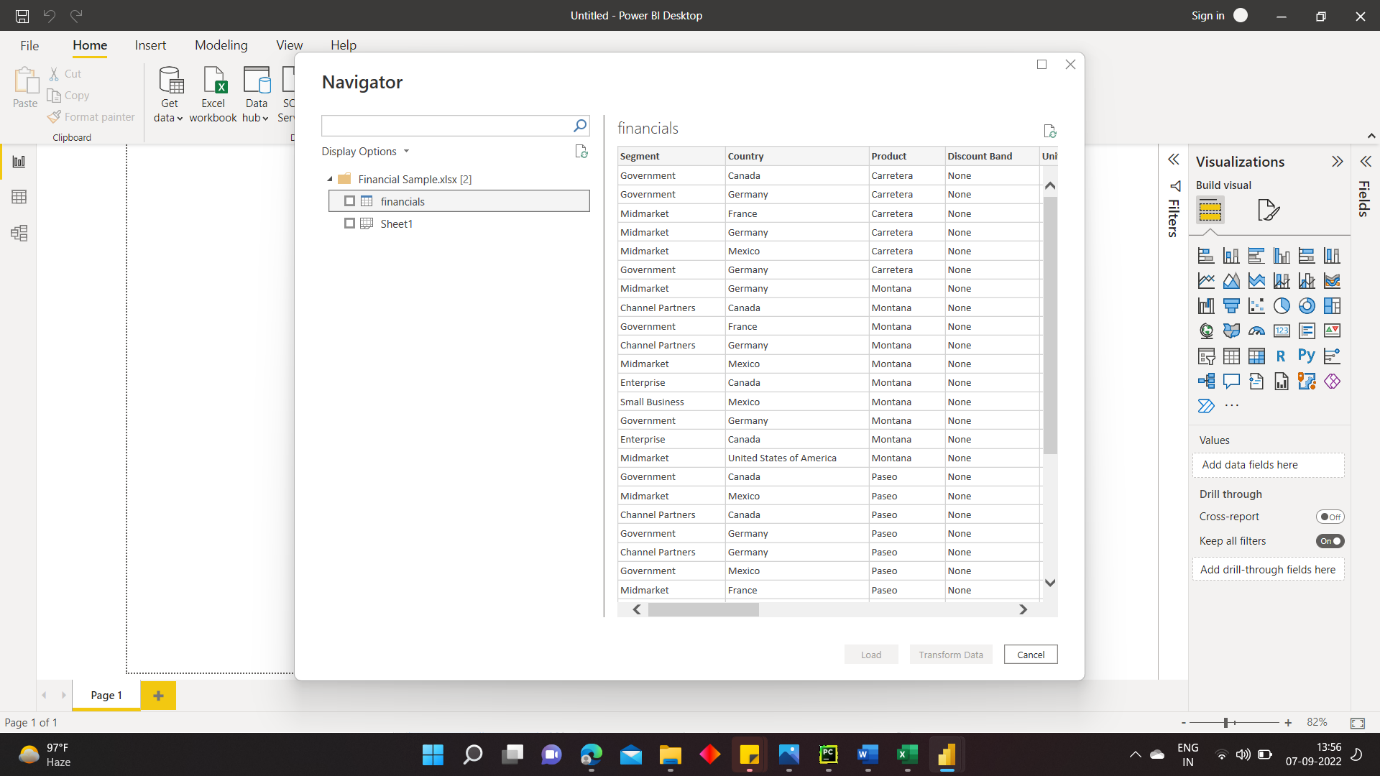 Untitled - Power BI Desktop
Sign in
File Home Insert Modeling View Help
Paste
Cut
Copy
Format painter
Clipboard
Get data
Excel workbook
Data hub
Navigator
Display Options
Financial Sample.xlsx [2]
financials
Sheet1
financials
Segment Country Product Discount Band Uni
Government Canada Carretera None
Government Germany Carretera None
Midmarket France Carretera None
Midmarket Germany Carretera None
Midmarket Mexico Carretera None
Government Germany Carretera None
Midmarket Germany Montana None
Channel Partners Canada Montana None
Government France Montana None
Channel Partners Germany Montana None
Midmarket Mexico Montana None
Enterprise Canada Montana None
Small Business Mexico Montana None
Government Germany Montana None
Enterprise Canada Montana None
Midmarket United States of America Montana None
Government Canada Paseo None
Midmarket Mexico Paseo None
Channel Partners Canada Paseo None
Government Germany Paseo None
Channel Partners Germany Paseo None
Government Mexico Paseo None
Midmarket France Paseo None
Load Transform Data Cancel
Filters
Visualizations
Build visual
123
R Py
Values
Add data fields here
Drill through
Cross-report Off
Keep all filters On
Add drill-through fields here
Fields
Page 1
Page 1 of 1
- + 82%
97°F
Haze
ENG
IN
13:56
07-09-2022